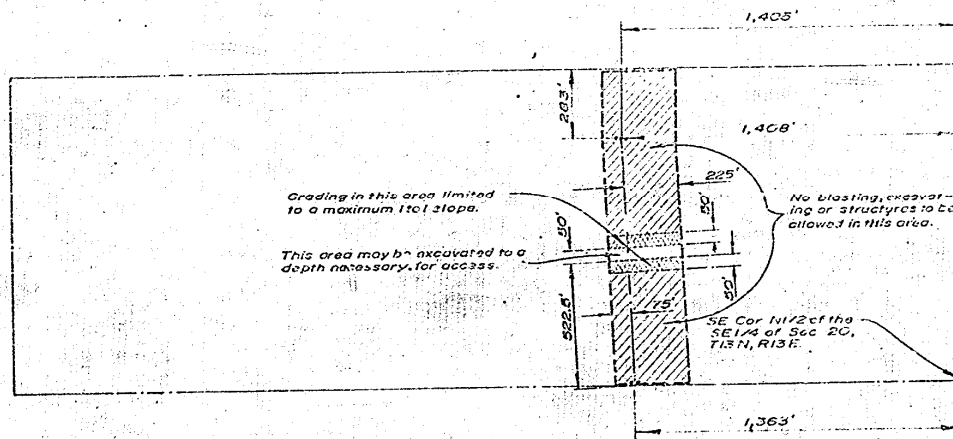 1,405'
283'
1,408'
225'
Grading in this area limited
to a maximum 1 to 1 slope.
50'
50'
No blasting, excavat-
ing or structures to be
allowed in this area.
This area may be excavated to a
depth necessary for access.
50'
522.5'
75'
SE Cor N1/2 of the
SE1/4 of Sec 20,
T13N, R13E.
1,363'